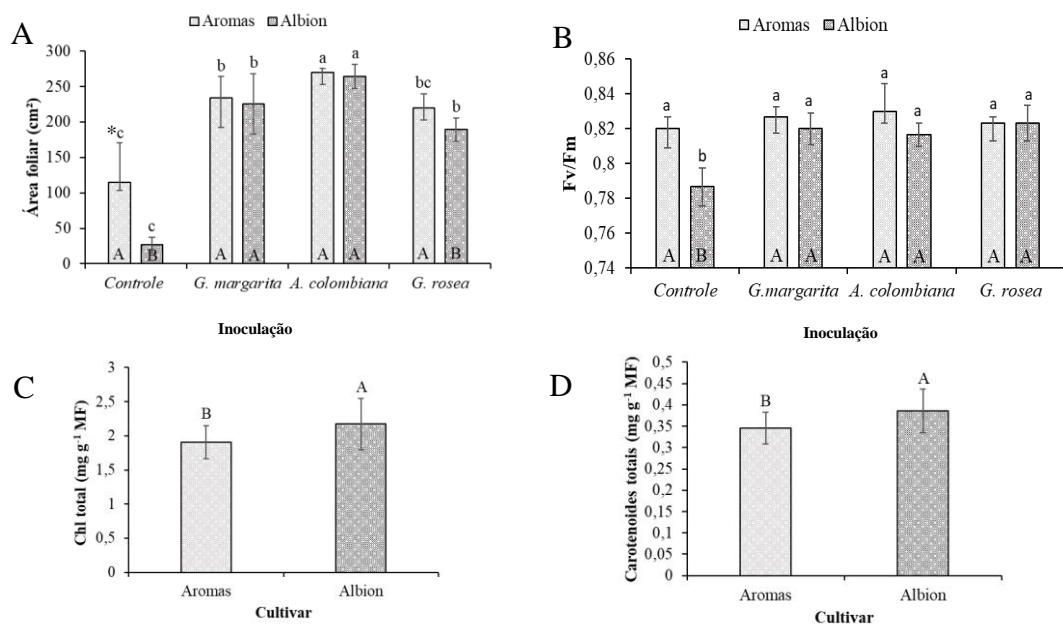 A
Aromas Albion
Área foliar (cm²)
300
250
200
150
100
50
0
*c
c
b
b
a
a
bc
b
A
B
A
A
A
A
A
B
Controle
G. margarita
A. colombiana
G. rosea
Inoculação
B
Aromas Albion
Fv/Fm
0,86
0,84
0,82
0,8
0,78
0,76
0,74
a
b
a
a
a
a
a
a
A
B
A
A
A
A
A
A
Controle
G.margarita
A. colombiana
G. rosea
Inoculação
C
Chl total (mg g⁻¹ MF)
3
2,5
2
1,5
1
0,5
0
B
A
Aromas
Albion
Cultivar
D
Carotenoides totais (mg g⁻¹ MF)
0,5
0,45
0,4
0,35
0,3
0,25
0,2
0,15
0,1
0,05
0
B
A
Aromas
Albion
Cultivar